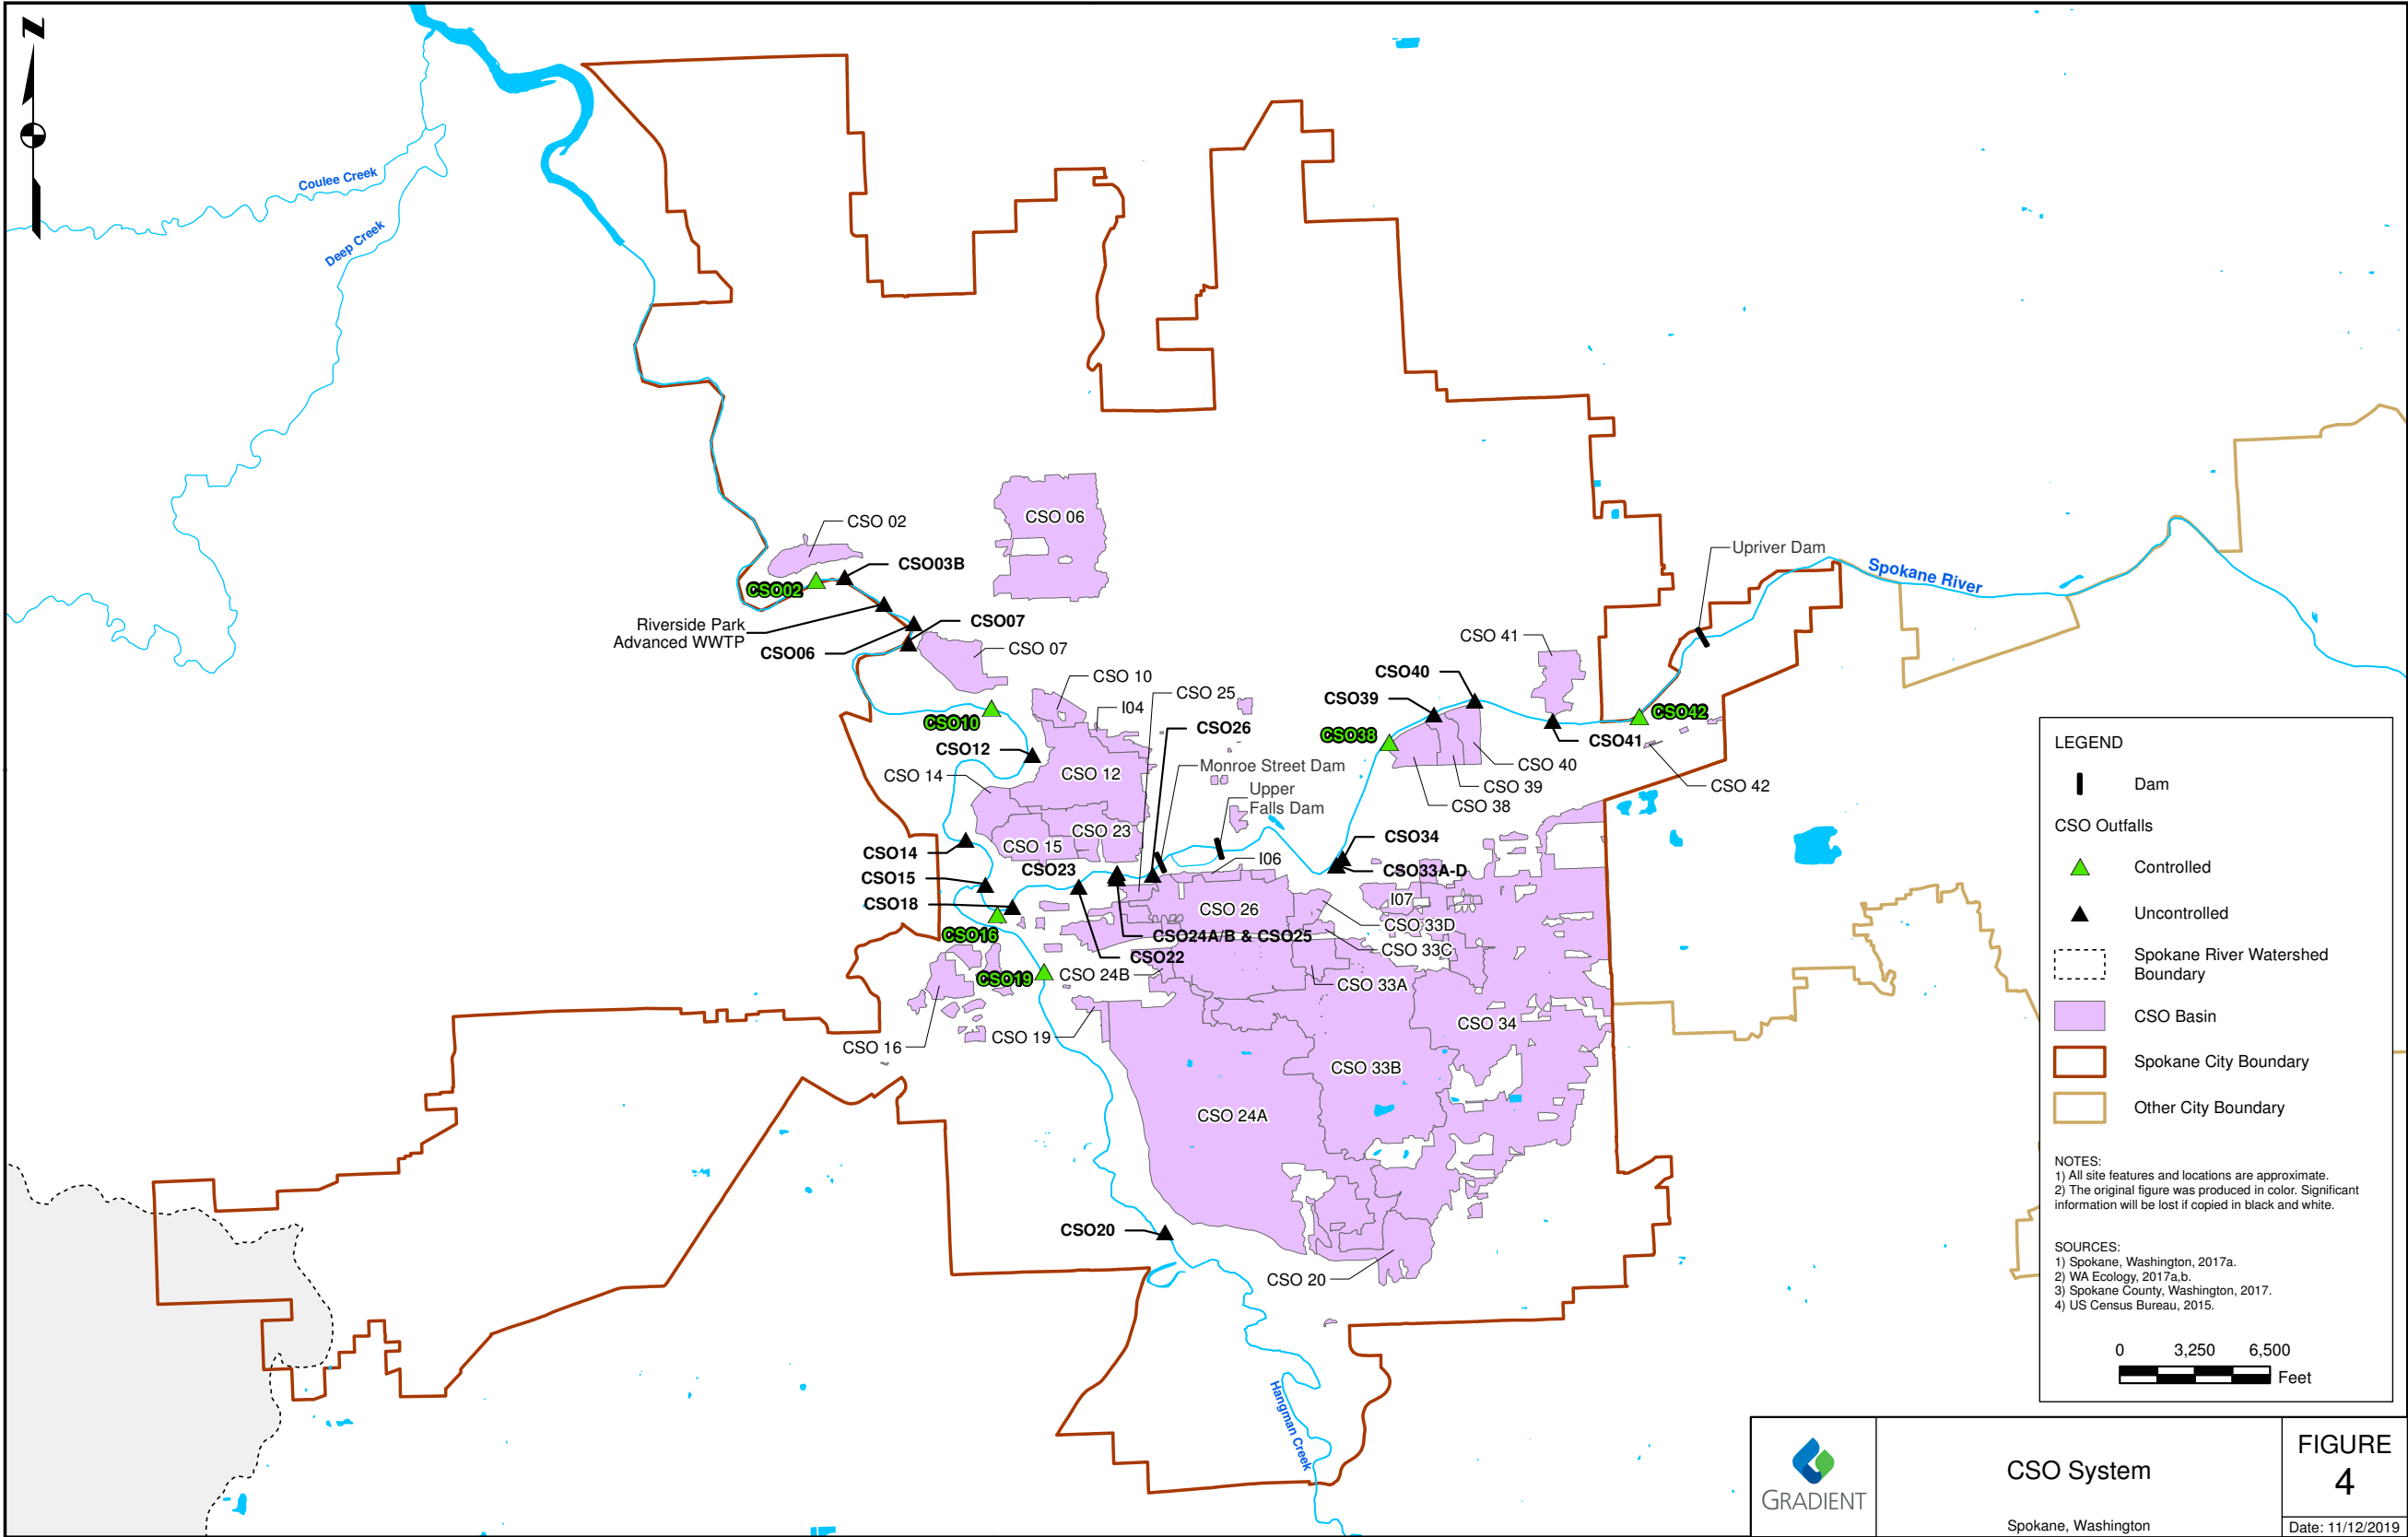 N
Coulee Creek
Deep Creek
CSO 02
CSO03B
CSO02
CSO 06
Riverside Park
Advanced WWTP
CSO07
CSO06
CSO 07
CSO 10
I04
CSO 25
CSO10
CSO26
CSO12
CSO 12
Monroe Street Dam
CSO 14
Upper
Falls Dam
CSO 23
CSO 15
CSO14
CSO23
CSO15
CSO18
I06
CSO16
CSO 26
CSO24A/B & CSO25
CSO22
CSO19
CSO 24B
CSO 16
CSO 19
CSO 41
Upriver Dam
Spokane River
CSO40
CSO39
CSO38
CSO42
CSO41
CSO 40
CSO 39
CSO 38
CSO 42
CSO34
CSO33A-D
I07
CSO 33D
CSO 33C
CSO 33A
CSO 34
CSO 33B
CSO 24A
CSO20
CSO 20
Hangman Creek
LEGEND
Dam
CSO Outfalls
Controlled
Uncontrolled
Spokane River Watershed
Boundary
CSO Basin
Spokane City Boundary
Other City Boundary
NOTES:
1) All site features and locations are approximate.
2) The original figure was produced in color. Significant
information will be lost if copied in black and white.
SOURCES:
1) Spokane, Washington, 2017a.
2) WA Ecology, 2017a,b.
3) Spokane County, Washington, 2017.
4) US Census Bureau, 2015.
0 3,250 6,500
Feet
GRADIENT
CSO System
Spokane, Washington
FIGURE
4
Date: 11/12/2019